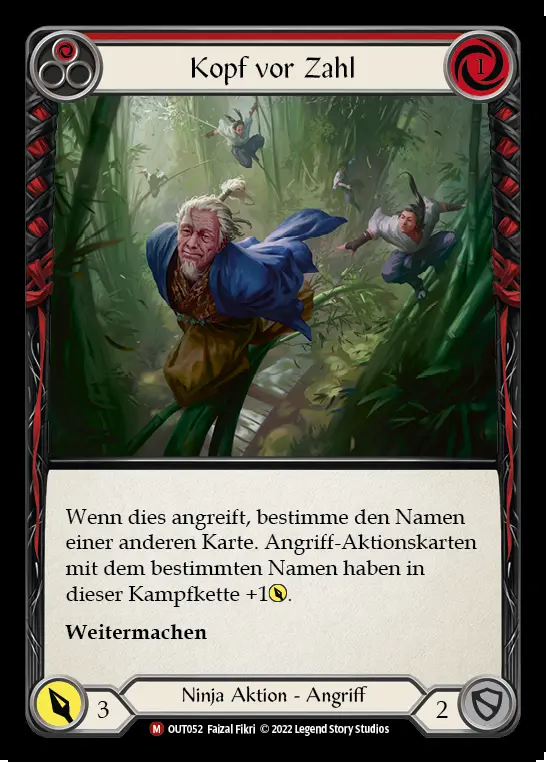 Kopf vor Zahl
1
Wenn dies angreift, bestimme den Namen
einer anderen Karte. Angriff-Aktionskarten
mit dem bestimmten Namen haben in
dieser Kampfkette +1.
Weitermachen
3
Ninja Aktion - Angriff
2
M OUT052 Faizal Fikri © 2022 Legend Story Studios